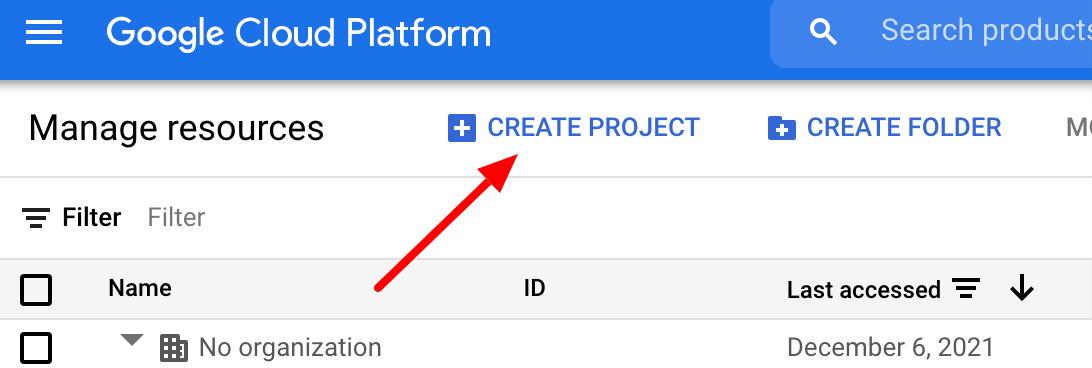 Google Cloud Platform Search products
Manage resources CREATE PROJECT CREATE FOLDER
Filter Filter
Name ID Last accessed
No organization December 6, 2021